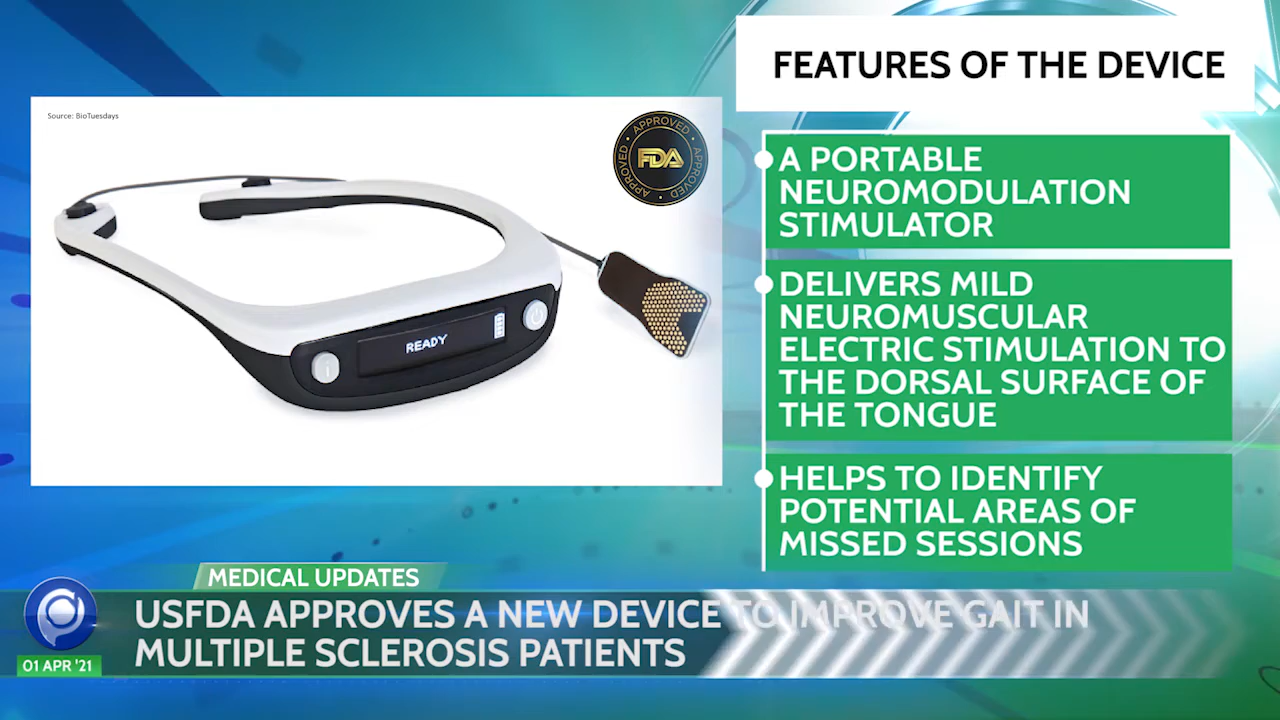 FEATURES OF THE DEVICE
Source: BioTuesdays
APPROVED
FDA
APPROVED
APPROVED
READY
i
A PORTABLE
NEUROMODULATION
STIMULATOR
DELIVERS MILD
NEUROMUSCULAR
ELECTRIC STIMULATION TO
THE DORSAL SURFACE OF
THE TONGUE
HELPS TO IDENTIFY
POTENTIAL AREAS OF
MISSED SESSIONS
MEDICAL UPDATES
USFDA APPROVES A NEW DEVICE TO IMPROVE GAIT IN
MULTIPLE SCLEROSIS PATIENTS
01 APR '21